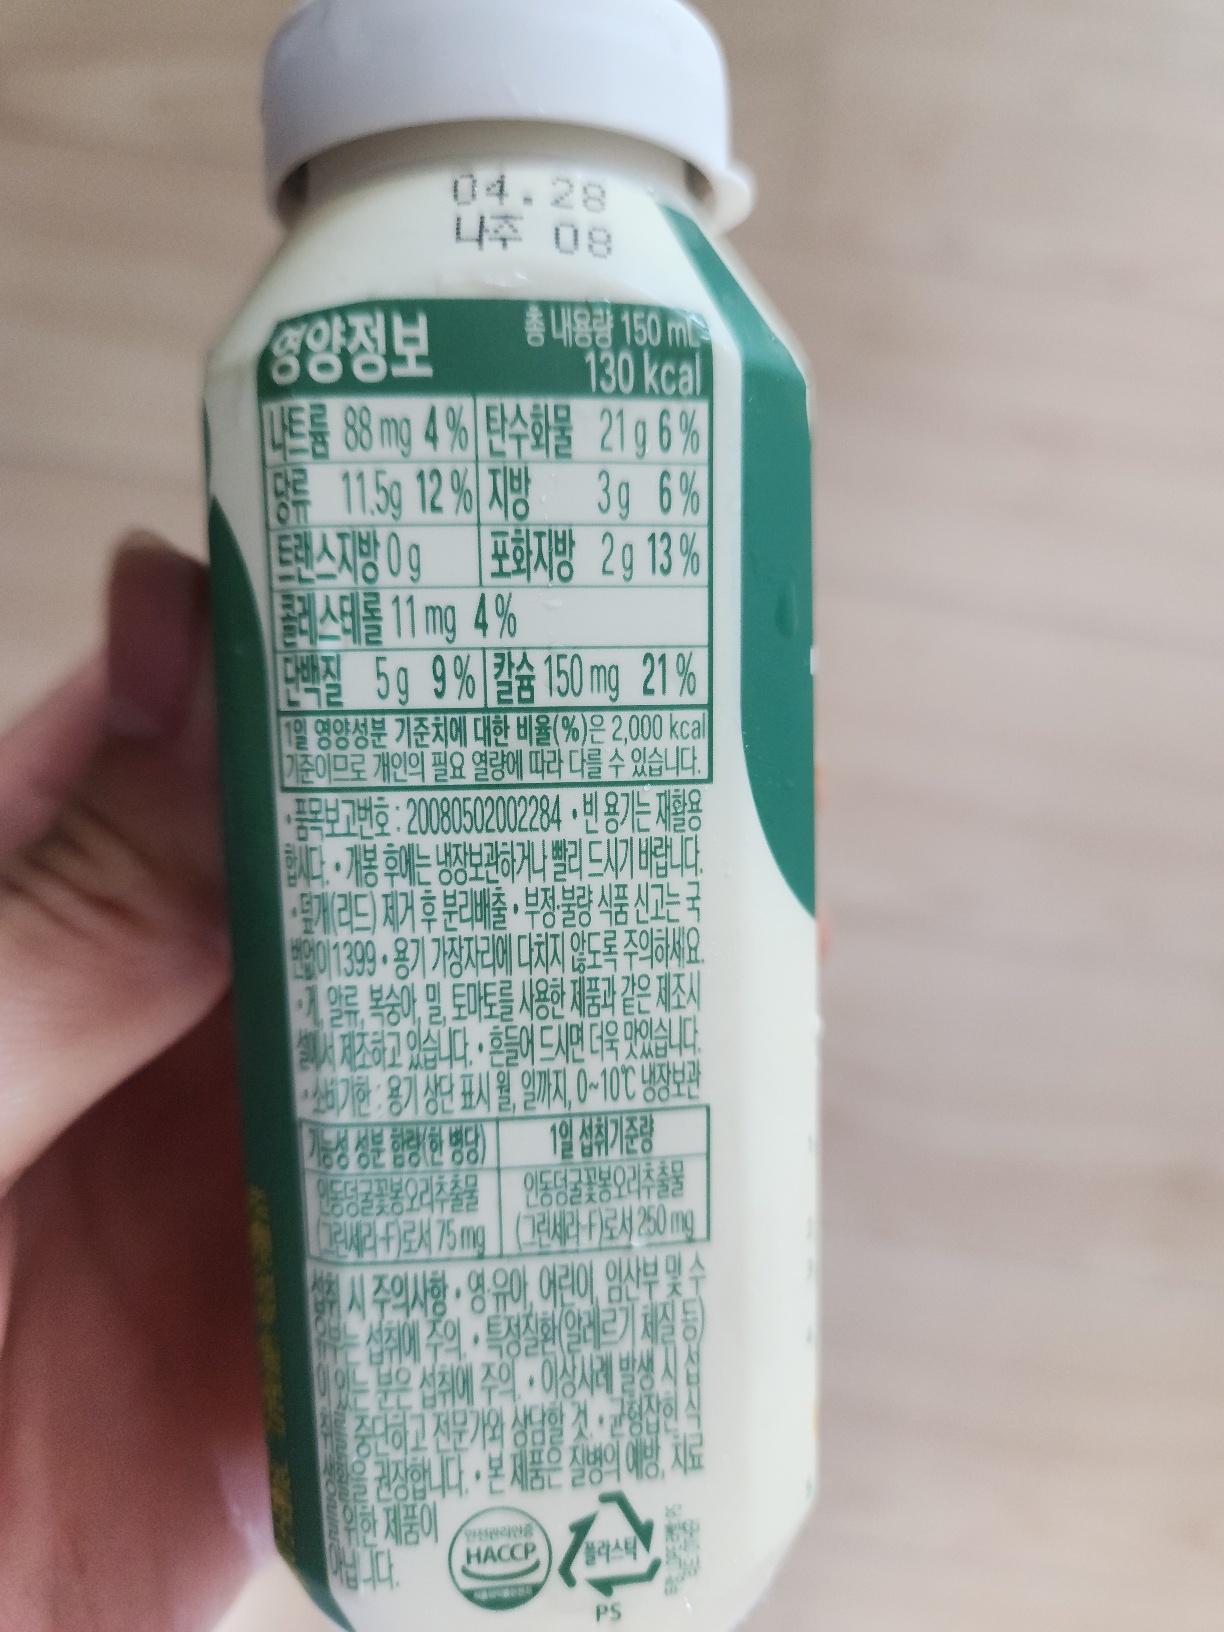 04.28
나주 08
영양정보
총 내용량 150 mL
130 kcal
나트륨 88 mg 4 % 탄수화물 21 g 6 %
당류 11.5g 12 % 지방 3 g 6 %
트랜스지방 0 g 포화지방 2 g 13 %
콜레스테롤 11 mg 4 %
단백질 5 g 9 % 칼슘 150 mg 21 %
1일 영양성분 기준치에 대한 비율(%)은 2,000 kcal
기준이므로 개인의 필요 열량에 따라 다를 수 있습니다.
• 품목보고번호 : 20080502002284 • 빈 용기는 재활용
합시다. • 개봉 후에는 냉장보관하거나 빨리 드시기 바랍니다.
• 덮개(리드) 제거 후 분리배출 • 부정·불량 식품 신고는 국
번없이1399 • 용기 가장자리에 다치지 않도록 주의하세요.
• 게, 알류, 복숭아, 밀, 토마토를 사용한 제품과 같은 제조시
설에서 제조하고 있습니다. • 흔들어 드시면 더욱 맛있습니다.
• 소비기한 : 용기 상단 표시 월, 일까지, 0~10℃ 냉장보관
기능성 성분 함량(한 병당) 1일 섭취기준량
인동덩굴꽃봉오리추출물
(그린세라-F)로서 75 mg
인동덩굴꽃봉오리추출물
(그린세라-F)로서 250 mg
섭취 시 주의사항 • 영·유아, 어린이, 임산부 및 수
유부는 섭취에 주의. • 특정질환(알레르기 체질 등)
이 있는 분은 섭취에 주의. • 이상사례 발생 시 섭
취 중단하고 전문가와 상담할 것. • 균형잡힌 식
생활을 권장합니다. • 본 제품은 질병의 예방, 치료
위한 제품이
아닙니다.
안전관리인증
HACCP
플라스틱
PS